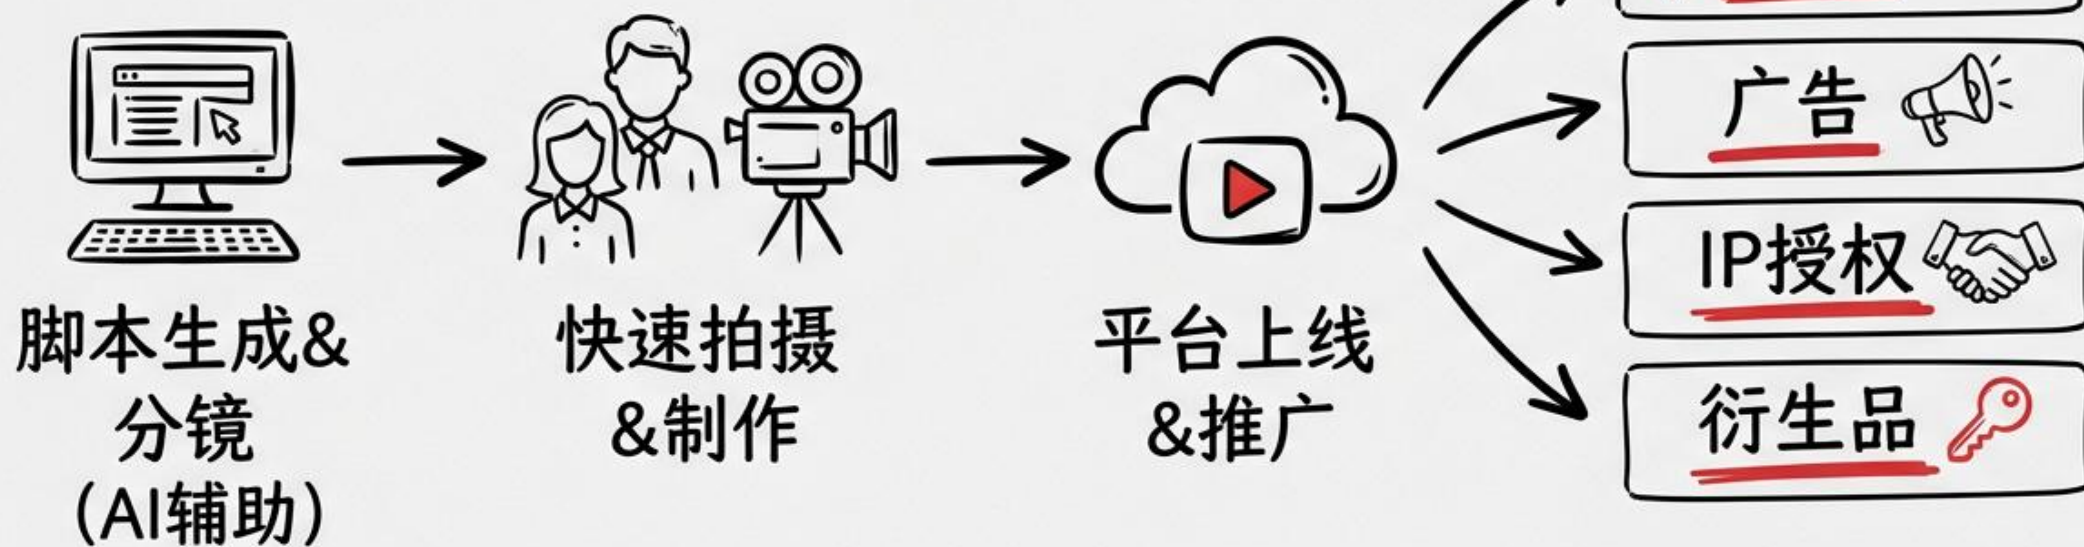 脚本生成&
分镜
(AI辅助)
快速拍摄
&制作
平台上线
&推广
广告
IP授权
衍生品